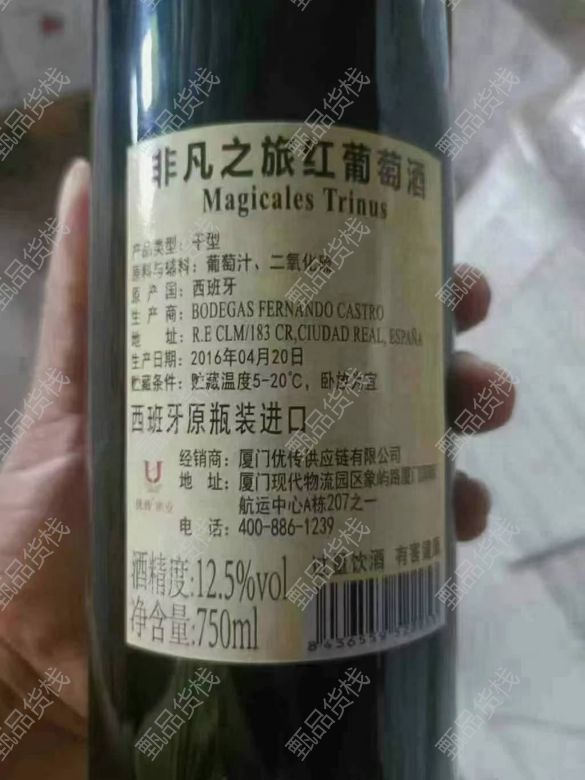 非凡之旅红葡萄酒
Magicales Trinus
产品类型：干型
原料与辅料：葡萄汁、二氧化硫
原产国：西班牙
生产商：BODEGAS FERNANDO CASTRO
地址：R.E CLM/183 CR,CIUDAD REAL, ESPAÑA
生产日期：2016年04月20日
贮藏条件：贮藏温度5-20℃，卧放为宜
西班牙原瓶装进口
经销商：厦门优传供应链有限公司
地址：厦门现代物流园区象屿路厦门
航运中心A栋207之一
电话：400-886-1239
酒精度:12.5%vol
过量饮酒 有害健康
净含量:750ml
甄品货栈